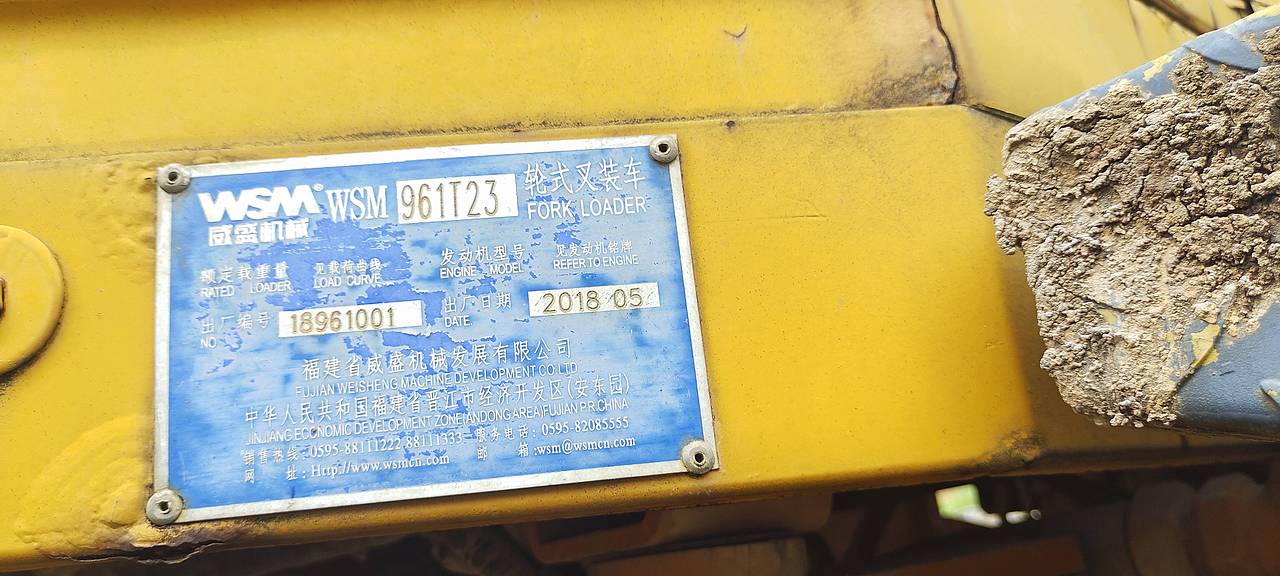 WSM® WSM 961T23 轮式叉装车
威盛机械 FORK LOADER
额定载重量 见载荷曲线 发动机型号 见发动机铭牌
RATED LOADER LOAD CURVE ENGINE MODEL REFER TO ENGINE
出厂编号 18961001 出厂日期 2018 05
NO DATE
福建省威盛机械发展有限公司
FUJIAN WEISHENG MACHINE DEVELOPMENT CO LTD
中华人民共和国福建省晋江市经济开发区(安东园)
JINJIANG ECONOMIC DEVELOPMENT ZONE(ANDONG AREA)FUJIAN P.R.CHINA
销售热线: 0595-88111222 88111333 服务电话: 0595-82085555
网 址: Http://www.wsmcn.com 邮 箱:wsm@wsmcn.com